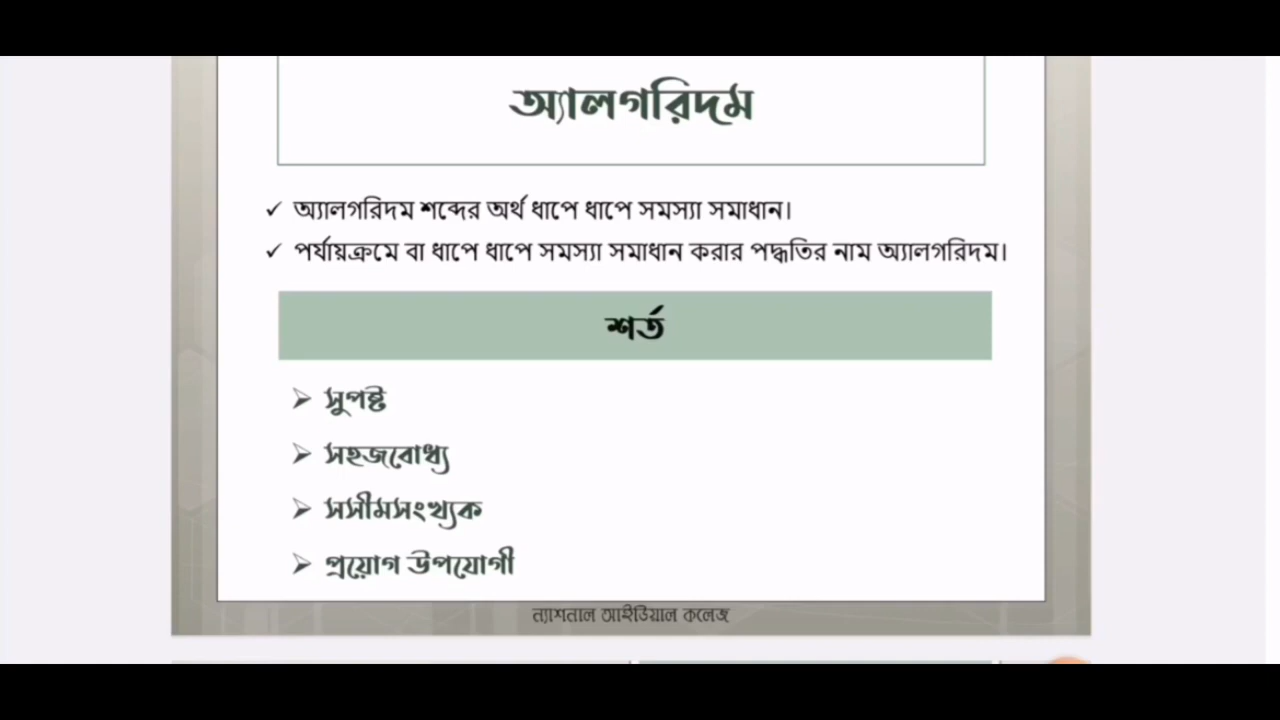 অ্যালগরিদম
✓ অ্যালগরিদম শব্দের অর্থ ধাপে ধাপে সমস্যা সমাধান।
✓ পর্যায়ক্রমে বা ধাপে ধাপে সমস্যা সমাধান করার পদ্ধতির নাম অ্যালগরিদম।
শর্ত
➢ সুপষ্ট
➢ সহজবোধ্য
➢ সসীমসংখ্যক
➢ প্রয়োগ উপযোগী
ন্যাশনাল আইডিয়াল কলেজ